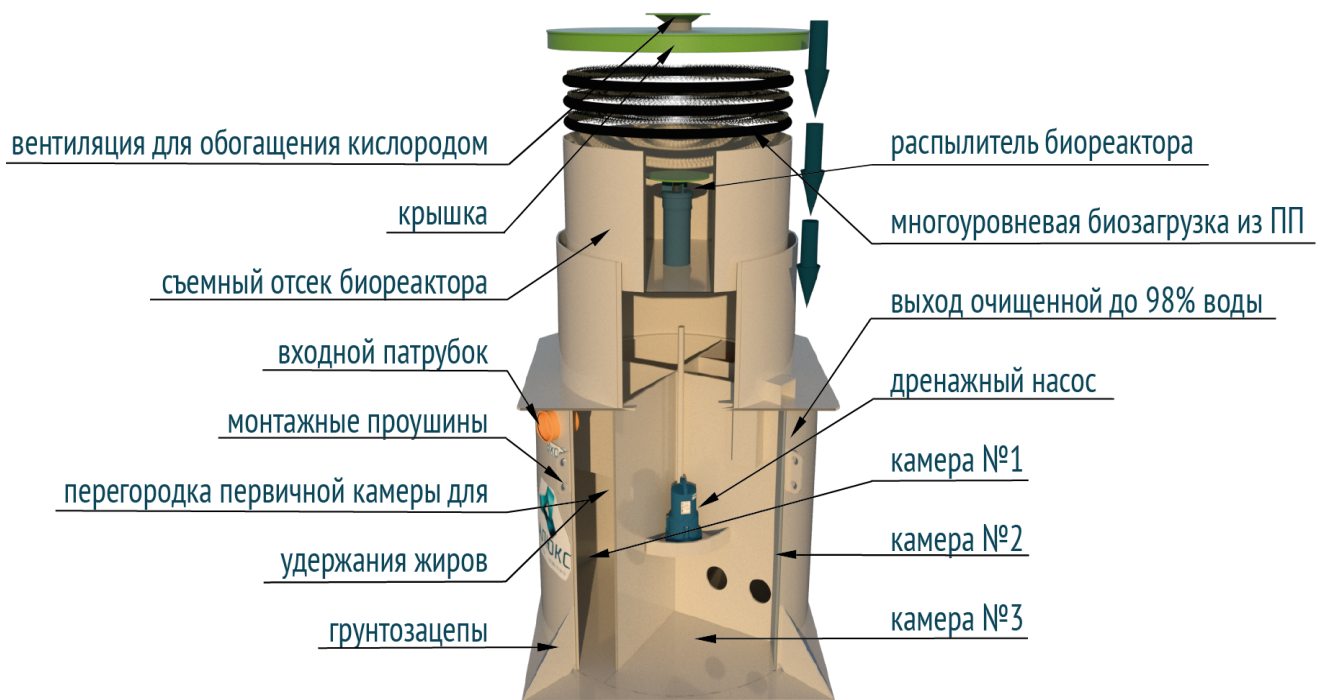 вентиляция для обогащения кислородом
крышка
съемный отсек биореактора
входной патрубок
монтажные проушины
перегородка первичной камеры для
удержания жиров
грунтозацепы
распылитель биореактора
многоуровневая биозагрузка из ПП
выход очищенной до 98% воды
дренажный насос
камера №1
камера №2
камера №3